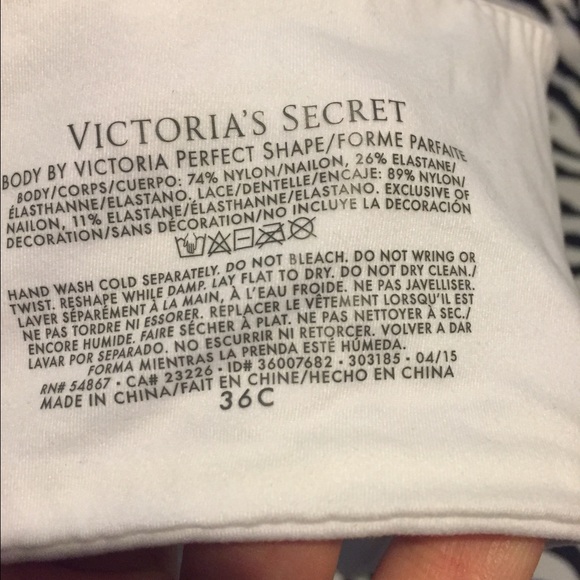 VICTORIA'S SECRET
BODY BY VICTORIA PERFECT SHAPE/FORME PARFAITE
BODY/CORPS/CUERPO: 74% NYLON/NAILON, 26% ELASTANE/
ÉLASTHANNE/ELASTANO. LACE/DENTELLE/ENCAJE: 89% NYLON/
NAILON, 11% ELASTANE/ÉLASTHANNE/ELASTANO. EXCLUSIVE OF
DECORATION/SANS DÉCORATION/NO INCLUYE LA DECORACIÓN
HAND WASH COLD SEPARATELY. DO NOT BLEACH. DO NOT WRING OR
TWIST. RESHAPE WHILE DAMP. LAY FLAT TO DRY. DO NOT DRY CLEAN./
LAVER SÉPARÉMENT À LA MAIN, À L'EAU FROIDE. NE PAS JAVELLISER.
NE PAS TORDRE NI ESSORER. REPLACER LE VÊTEMENT LORSQU'IL EST
ENCORE HUMIDE. FAIRE SÉCHER À PLAT. NE PAS NETTOYER À SEC./
LAVAR POR SEPARADO. NO ESCURRIR NI RETORCER. VOLVER A DAR
FORMA MIENTRAS LA PRENDA ESTÉ HÚMEDA.
RN# 54867 • CA# 23226 • ID# 36007682 • 303185 • 04/15
MADE IN CHINA/FAIT EN CHINE/HECHO EN CHINA
36C